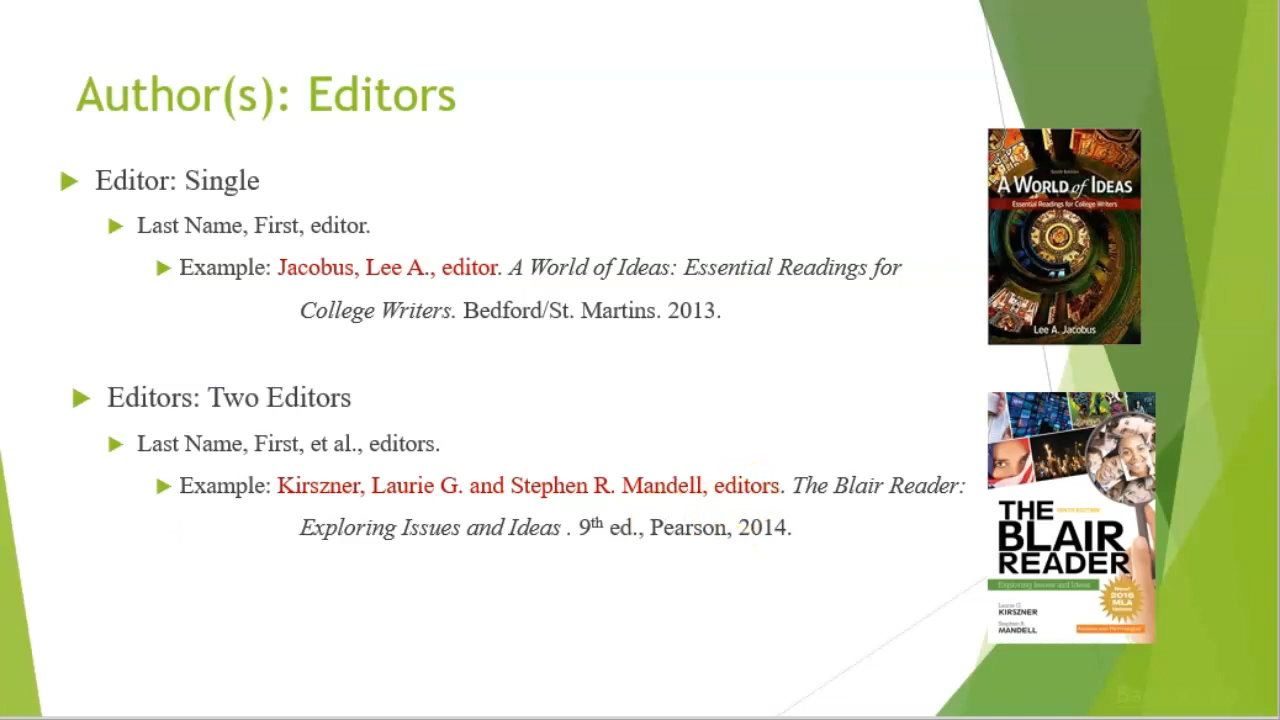 Author(s): Editors
Editor: Single
Last Name, First, editor.
Example: Jacobus, Lee A., editor. A World of Ideas: Essential Readings for
College Writers. Bedford/St. Martins. 2013.
Editors: Two Editors
Last Name, First, et al., editors.
Example: Kirszner, Laurie G. and Stephen R. Mandell, editors. The Blair Reader:
Exploring Issues and Ideas . 9th ed., Pearson, 2014.
A WORLD of IDEAS
Essential Readings for College Writers
Lee A. Jacobus
THE
BLAIR
READER
Exploring Issues and Ideas
KIRSZNER
MANDELL
2016
MLA